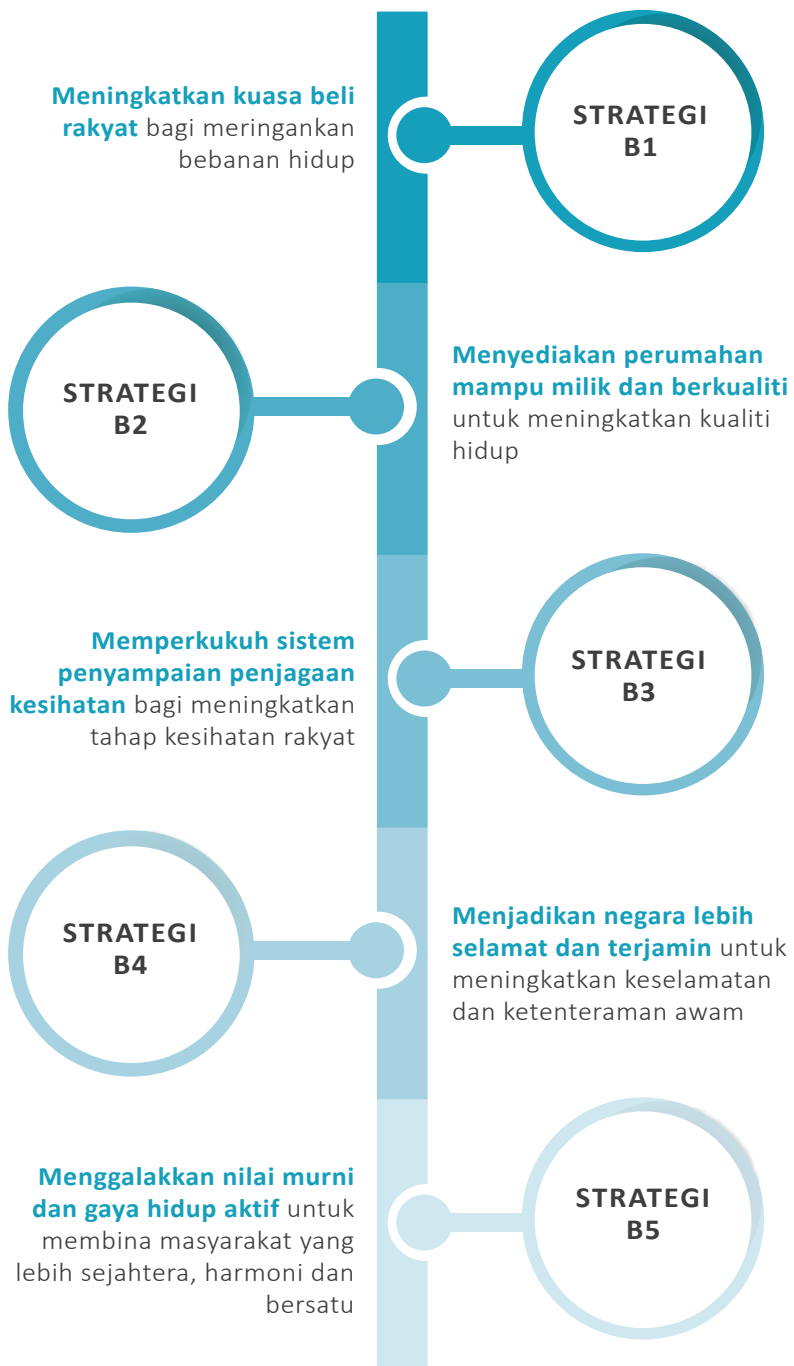 Meningkatkan kuasa beli
rakyat bagi meringankan
bebanan hidup
STRATEGI
B1
STRATEGI
B2
Menyediakan perumahan
mampu milik dan berkualiti
untuk meningkatkan kualiti
hidup
Memperkukuh sistem
penyampaian penjagaan
kesihatan bagi meningkatkan
tahap kesihatan rakyat
STRATEGI
B3
STRATEGI
B4
Menjadikan negara lebih
selamat dan terjamin untuk
meningkatkan keselamatan
dan ketenteraman awam
Menggalakkan nilai murni
dan gaya hidup aktif untuk
membina masyarakat yang
lebih sejahtera, harmoni dan
bersatu
STRATEGI
B5